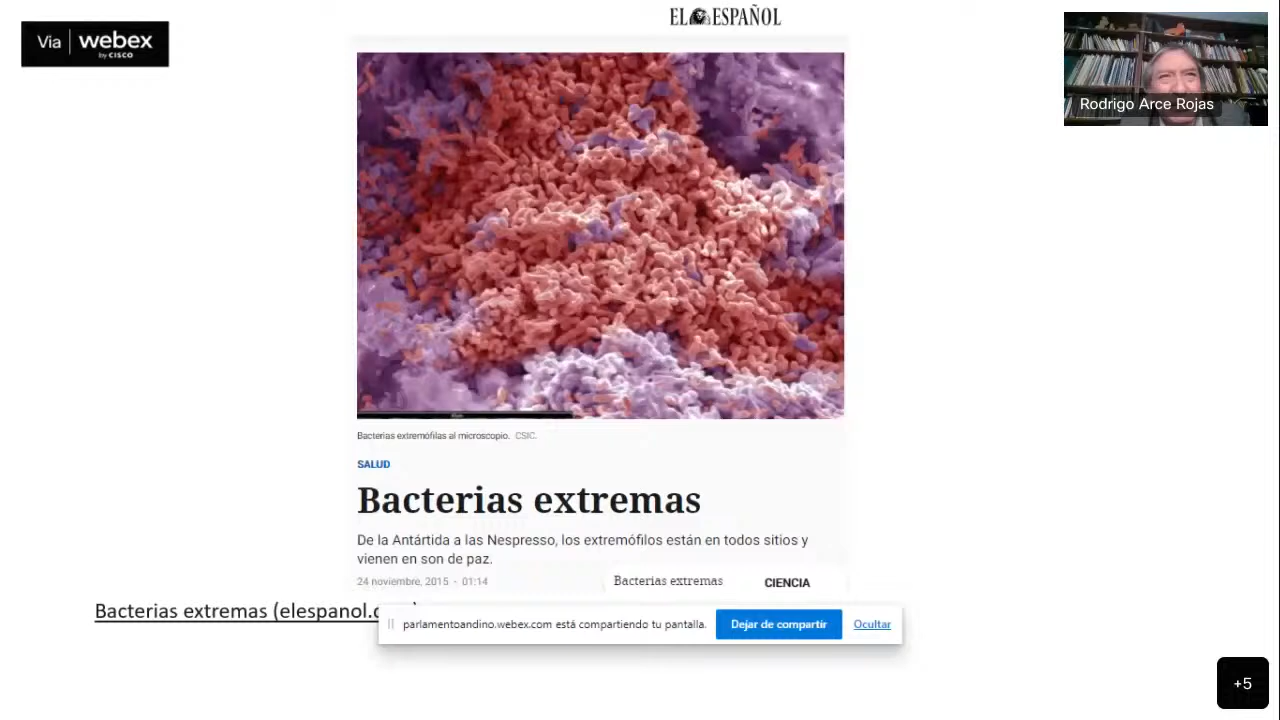 EL ESPAÑOL
Via webex
by CISCO
Rodrigo Arce Rojas
Bacterias extremófilas al microscopio. CSIC.
SALUD
Bacterias extremas
De la Antártida a las Nespresso, los extremófilos están en todos sitios y
vienen en son de paz.
24 noviembre, 2015 - 01:14
Bacterias extremas
CIENCIA
Bacterias extremas (elespanol.c
parlamentoandino.webex.com está compartiendo tu pantalla.
Dejar de compartir
Ocultar
+5